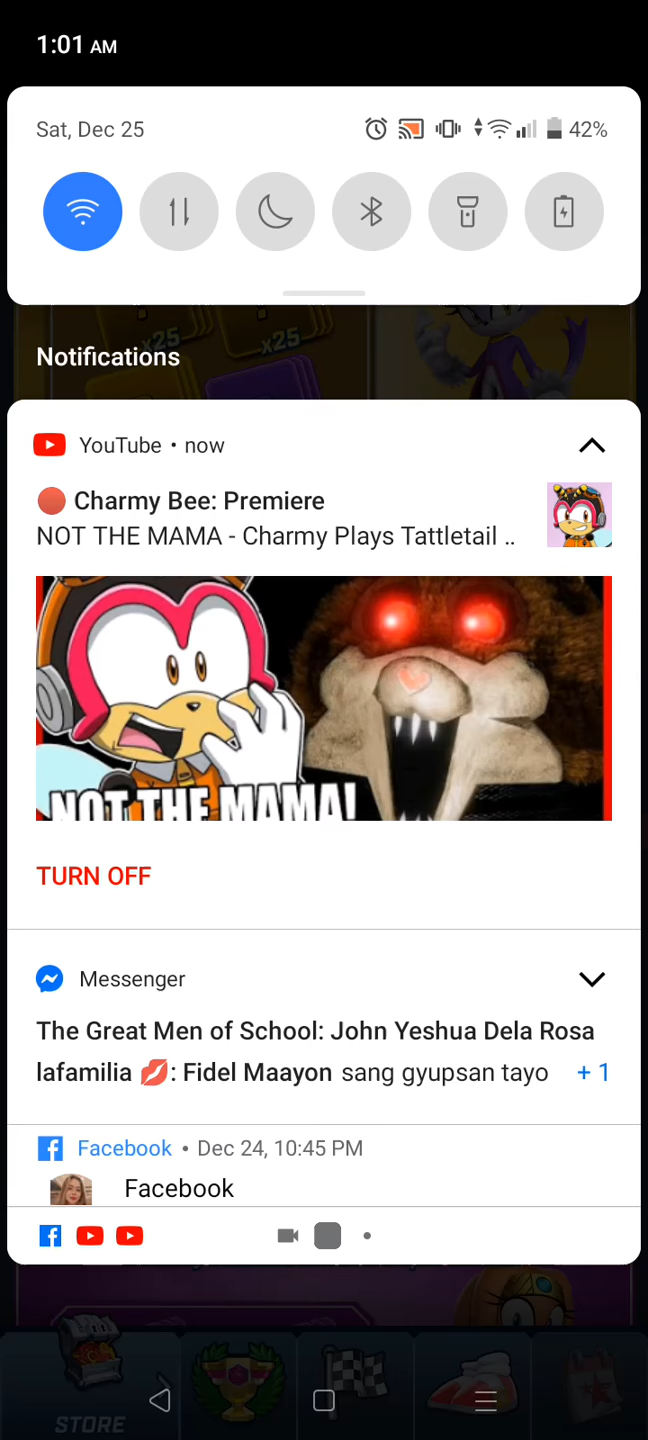 1:01 AM
Sat, Dec 25
42%
x25
x25
Notifications
YouTube • now
🔴 Charmy Bee: Premiere
NOT THE MAMA - Charmy Plays Tattletail ..
NOT THE MAMA!
TURN OFF
Messenger
The Great Men of School: John Yeshua Dela Rosa
lafamilia 💋: Fidel Maayon sang gyupsan tayo + 1
Facebook • Dec 24, 10:45 PM
Facebook
STORE